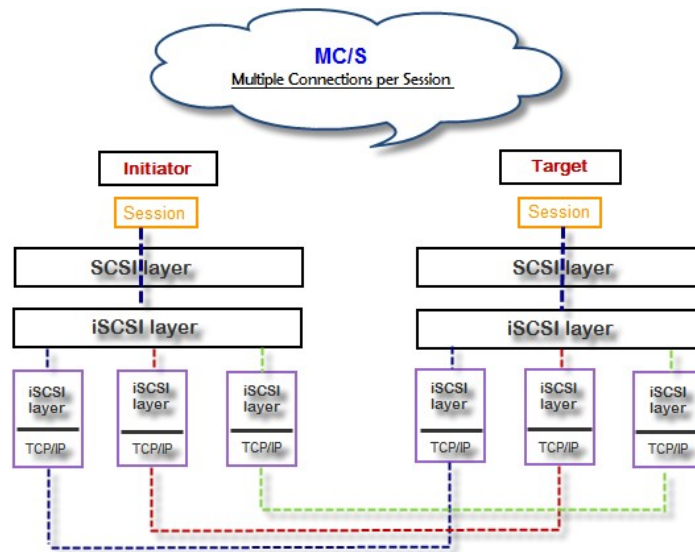 MC/S
Multiple Connections per Session
Initiator
Target
Session
Session
SCSI layer
SCSI layer
iSCSI layer
iSCSI layer
iSCSI
layer
TCP/IP
iSCSI
layer
TCP/IP
iSCSI
layer
TCP/IP
iSCSI
layer
TCP/IP
iSCSI
layer
TCP/IP
iSCSI
layer
TCP/IP